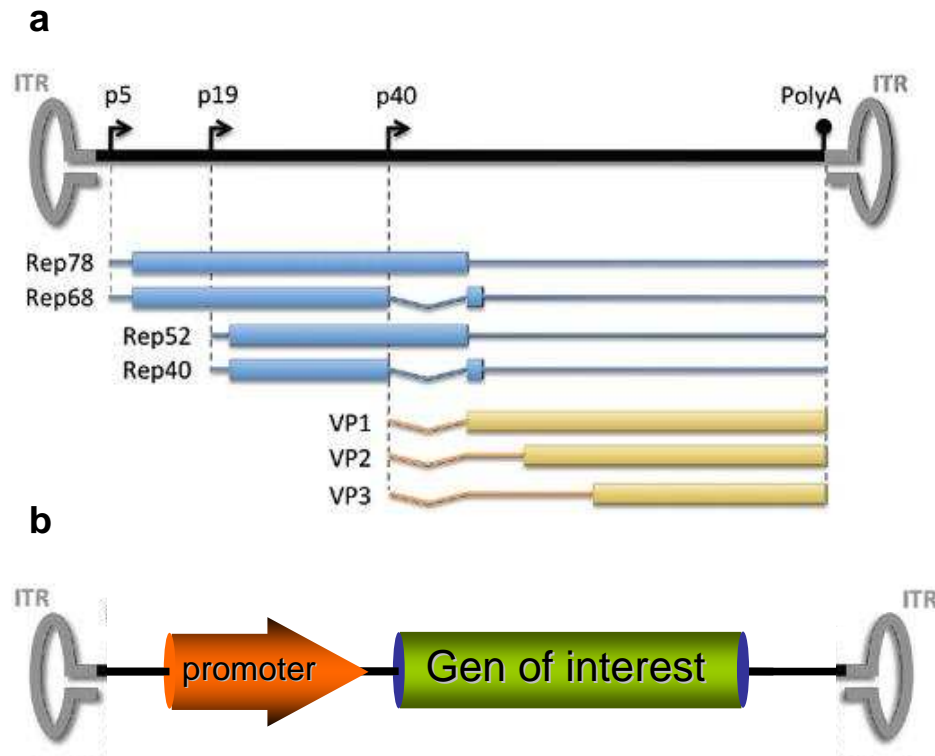 a
ITR
p5
p19
p40
PolyA
ITR
Rep78
Rep68
Rep52
Rep40
VP1
VP2
VP3
b
ITR
ITR
promoter
Gen of interest